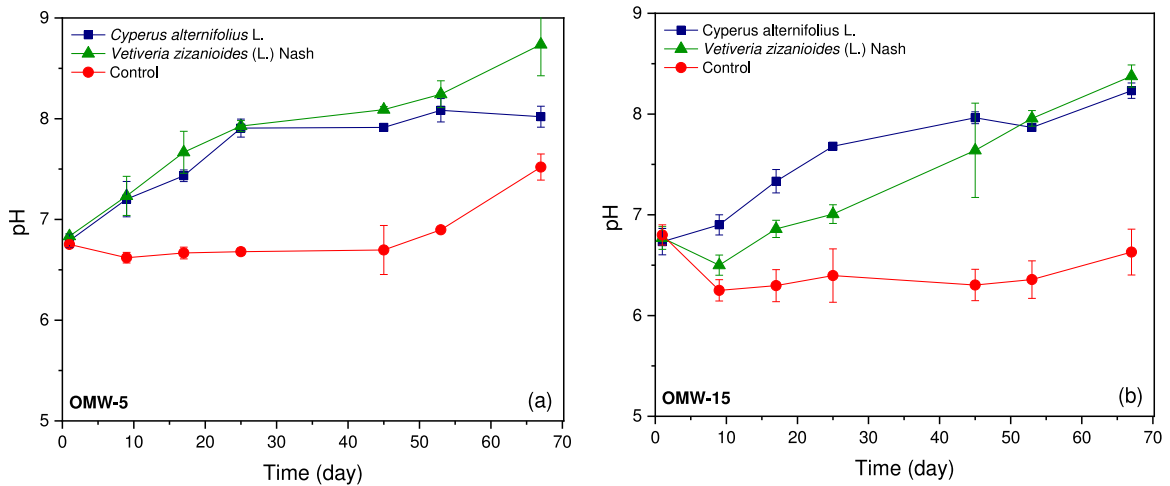 9
8
7
6
5
pH
Cyperus alternifolius L.
Vetiveria zizanioides (L.) Nash
Control
OMW-5
(a)
0 10 20 30 40 50 60 70
Time (day)
9
8
7
6
5
pH
Cyperus alternifolius L.
Vetiveria zizanioides (L.) Nash
Control
OMW-15
(b)
0 10 20 30 40 50 60 70
Time (day)